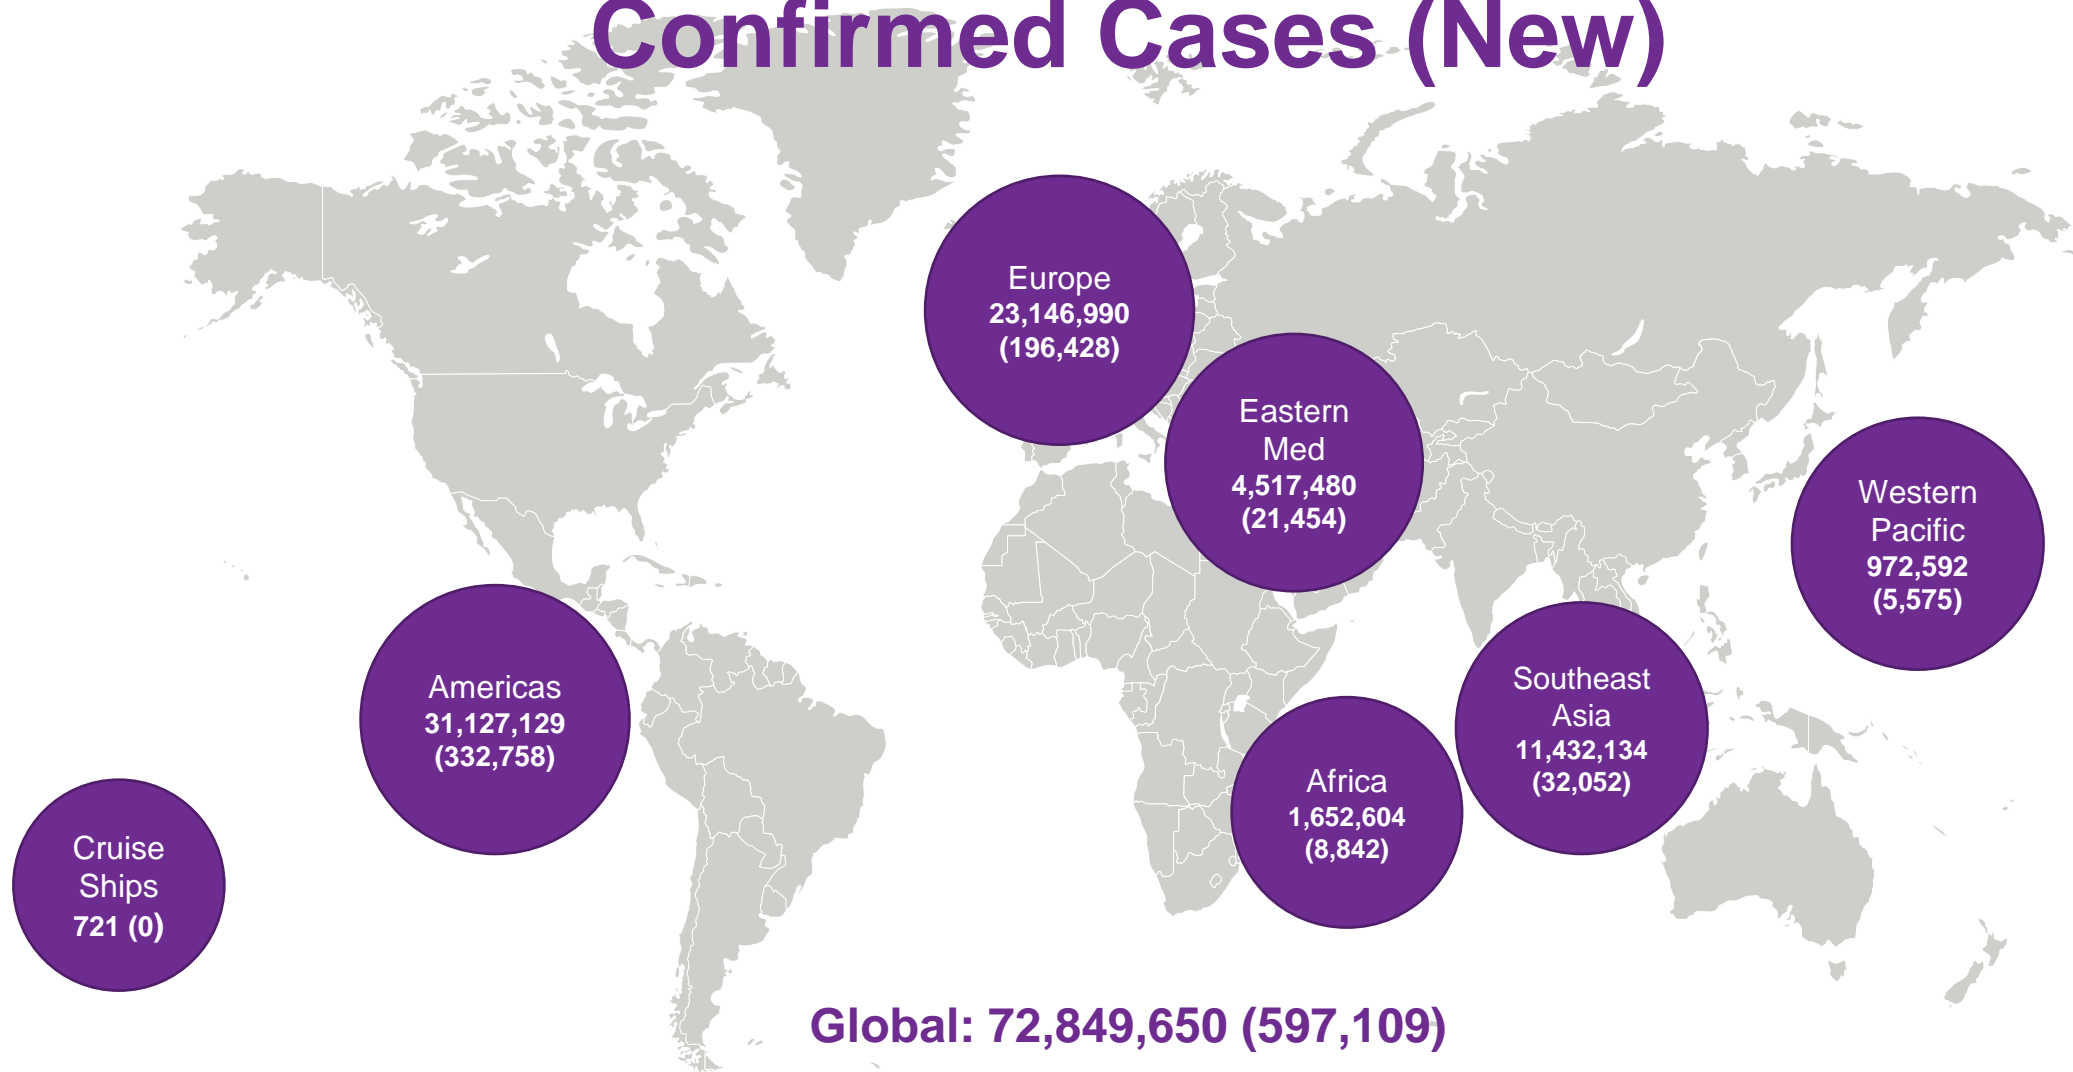 Confirmed Cases (New)
Europe
23,146,990
(196,428)
Eastern
Med
4,517,480
(21,454)
Western
Pacific
972,592
(5,575)
Americas
31,127,129
(332,758)
Southeast
Asia
11,432,134
(32,052)
Africa
1,652,604
(8,842)
Cruise
Ships
721 (0)
Global: 72,849,650 (597,109)